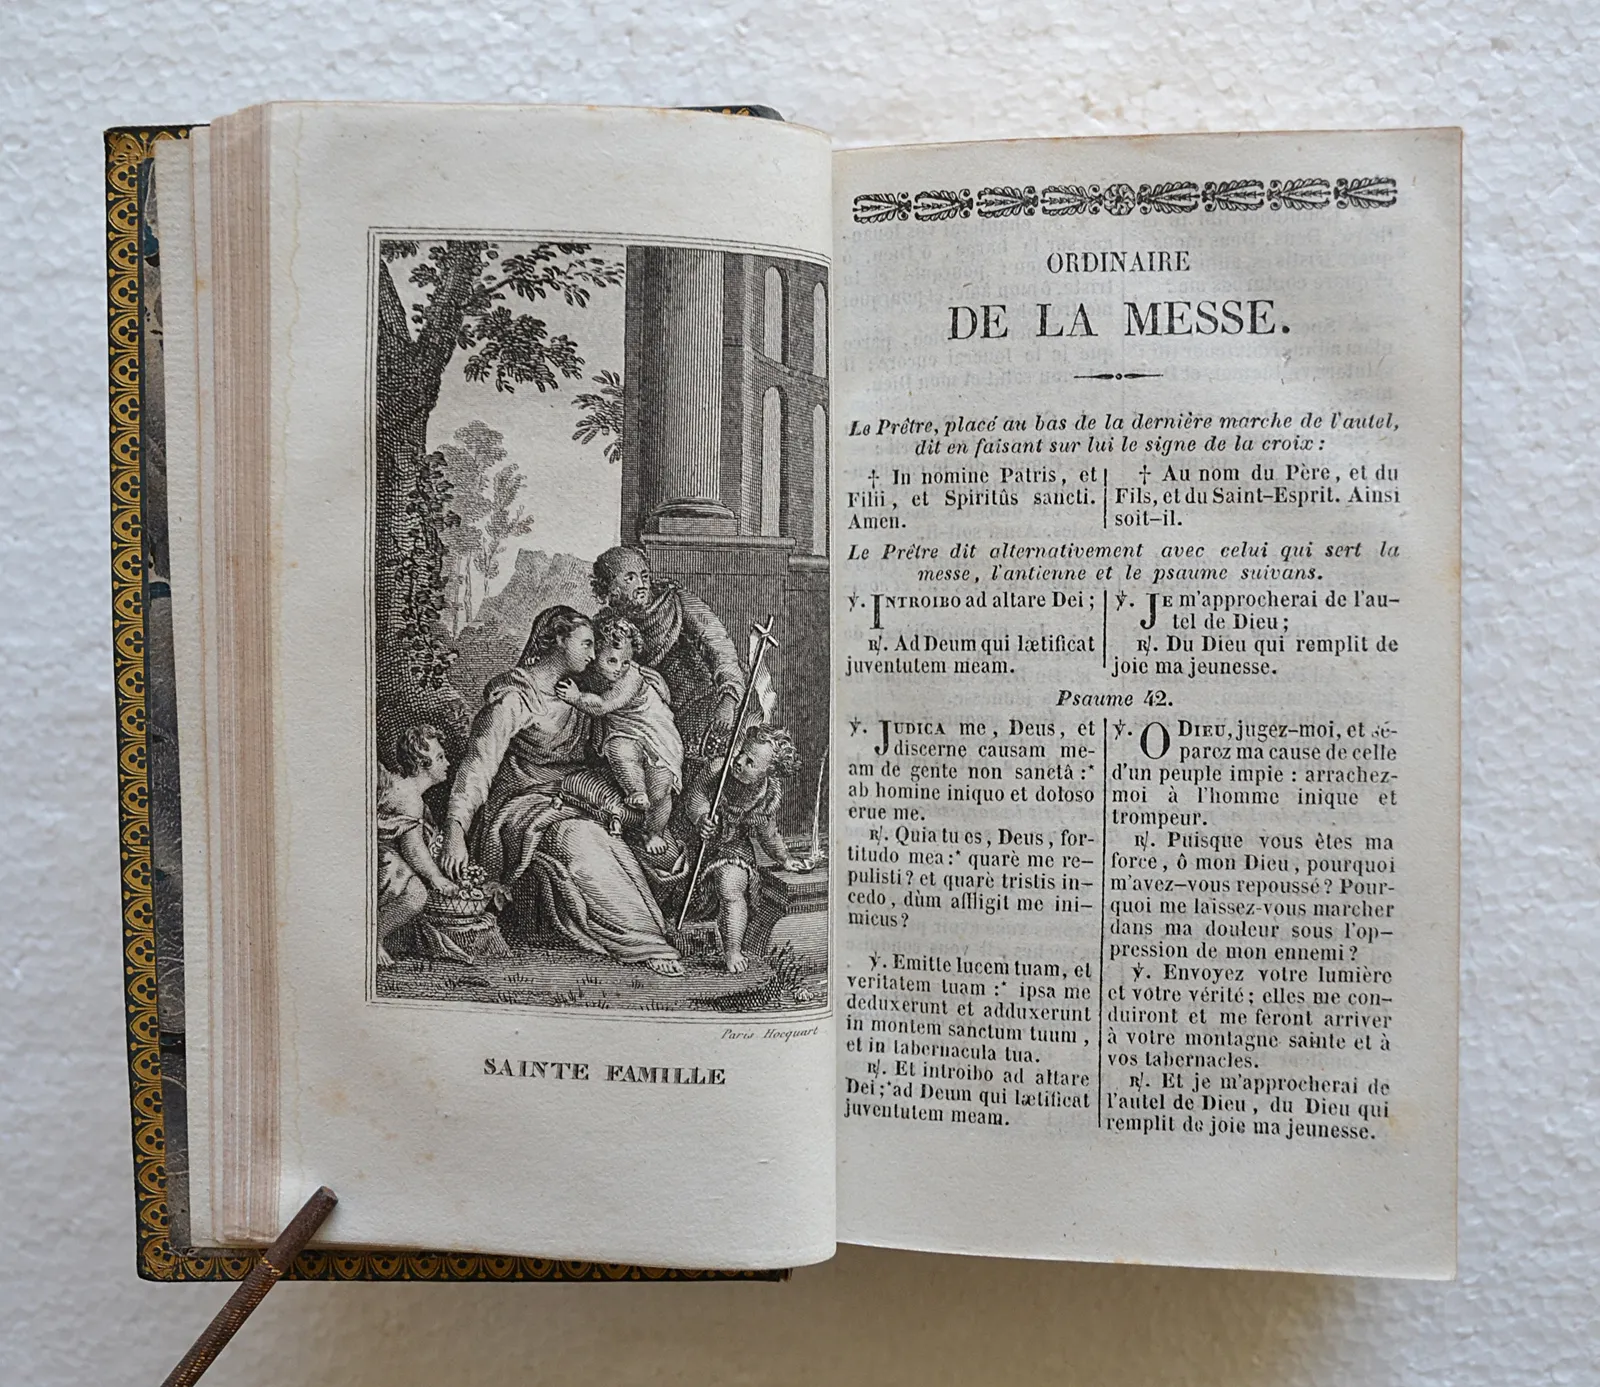 Paris Hocquart
SAINTE FAMILLE
ORDINAIRE
DE LA MESSE.
Le Prêtre, placé au bas de la dernière marche de l'autel,
dit en faisant sur lui le signe de la croix :
† In nomine Patris, et
Filii, et Spiritûs sancti.
Amen.
† Au nom du Père, et du
Fils, et du Saint-Esprit. Ainsi
soit-il.
Le Prêtre dit alternativement avec celui qui sert la
messe, l'antienne et le psaume suivans.
℣. INTROIBO ad altare Dei ;
℟. Ad Deum qui lætificat
juventutem meam.
℣. JE m'approcherai de l'au-
tel de Dieu ;
℟. Du Dieu qui remplit de
joie ma jeunesse.
Psaume 42.
℣. JUDICA me, Deus, et
discerne causam me-
am de gente non sanctâ :*
ab homine iniquo et doloso
erue me.
℟. Quia tu es, Deus, for-
titudo mea :* quarè me re-
pulisti ? et quarè tristis in-
cedo, dùm affligit me ini-
micus ?
℣. Emitte lucem tuam, et
veritatem tuam :* ipsa me
deduxerunt et adduxerunt
in montem sanctum tuum,
et in tabernacula tua.
℟. Et introibo ad altare
Dei ;* ad Deum qui lætificat
juventutem meam.
℣. O DIEU, jugez-moi, et sé-
parez ma cause de celle
d'un peuple impie : arrachez-
moi à l'homme inique et
trompeur.
℟. Puisque vous êtes ma
force, ô mon Dieu, pourquoi
m'avez-vous repoussé ? Pour-
quoi me laissez-vous marcher
dans ma douleur sous l'op-
pression de mon ennemi ?
℣. Envoyez votre lumière
et votre vérité ; elles me con-
duiront et me feront arriver
à votre montagne sainte et à
vos tabernacles.
℟. Et je m'approcherai de
l'autel de Dieu, du Dieu qui
remplit de joie ma jeunesse.